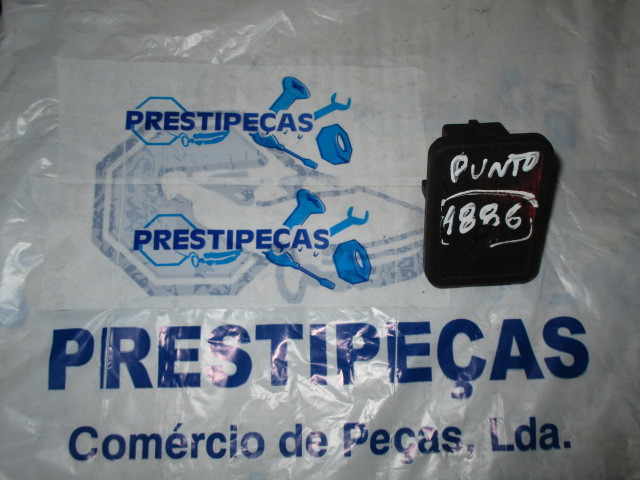 PRESTIPEÇAS
PUNTO
1886
PRESTIPEÇAS
PRESTIPEÇAS
Comércio de Peças, Lda.